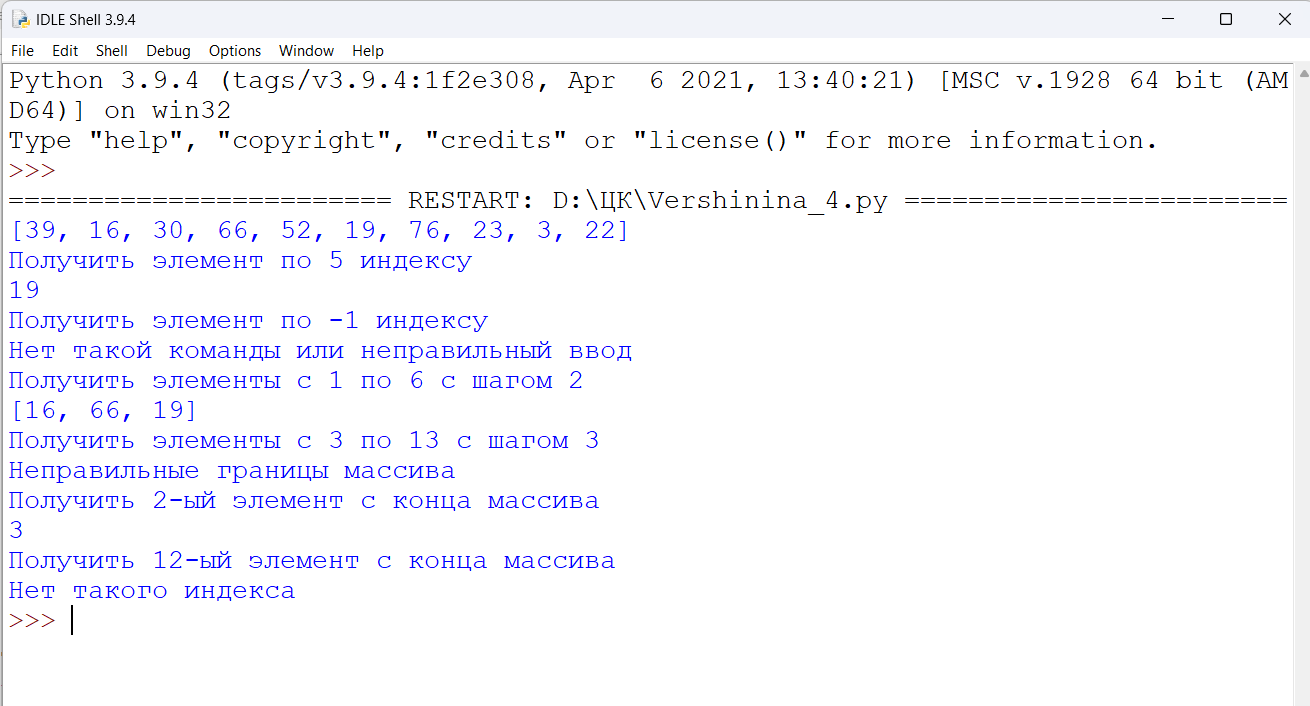 IDLE Shell 3.9.4
File Edit Shell Debug Options Window Help
Python 3.9.4 (tags/v3.9.4:1f2e308, Apr  6 2021, 13:40:21) [MSC v.1928 64 bit (AM
D64)] on win32
Type "help", "copyright", "credits" or "license()" for more information.
>>>
======================== RESTART: D:\ЦК\Vershinina_4.py ========================
[39, 16, 30, 66, 52, 19, 76, 23, 3, 22]
Получить элемент по 5 индексу
19
Получить элемент по -1 индексу
Нет такой команды или неправильный ввод
Получить элементы с 1 по 6 с шагом 2
[16, 66, 19]
Получить элементы с 3 по 13 с шагом 3
Неправильные границы массива
Получить 2-ый элемент с конца массива
3
Получить 12-ый элемент с конца массива
Нет такого индекса
>>>